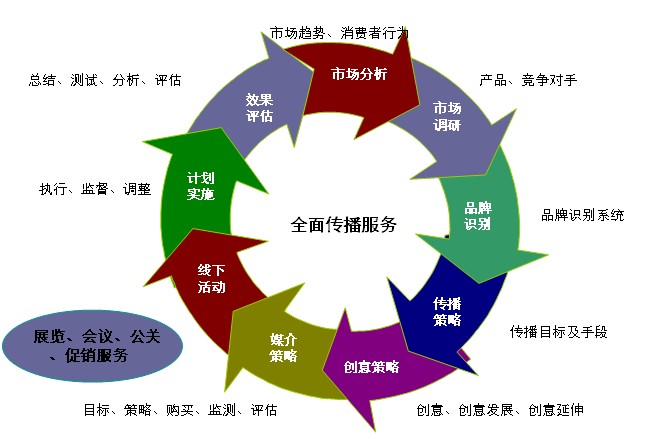 市场趋势、消费者行为
市场分析
产品、竞争对手
市场
调研
品牌
识别
品牌识别系统
传播
策略
传播目标及手段
创意策略
创意、创意发展、创意延伸
媒介
策略
目标、策略、购买、监测、评估
线下
活动
展览、会议、公关
、促销服务
计划
实施
执行、监督、调整
效果
评估
总结、测试、分析、评估
全面传播服务